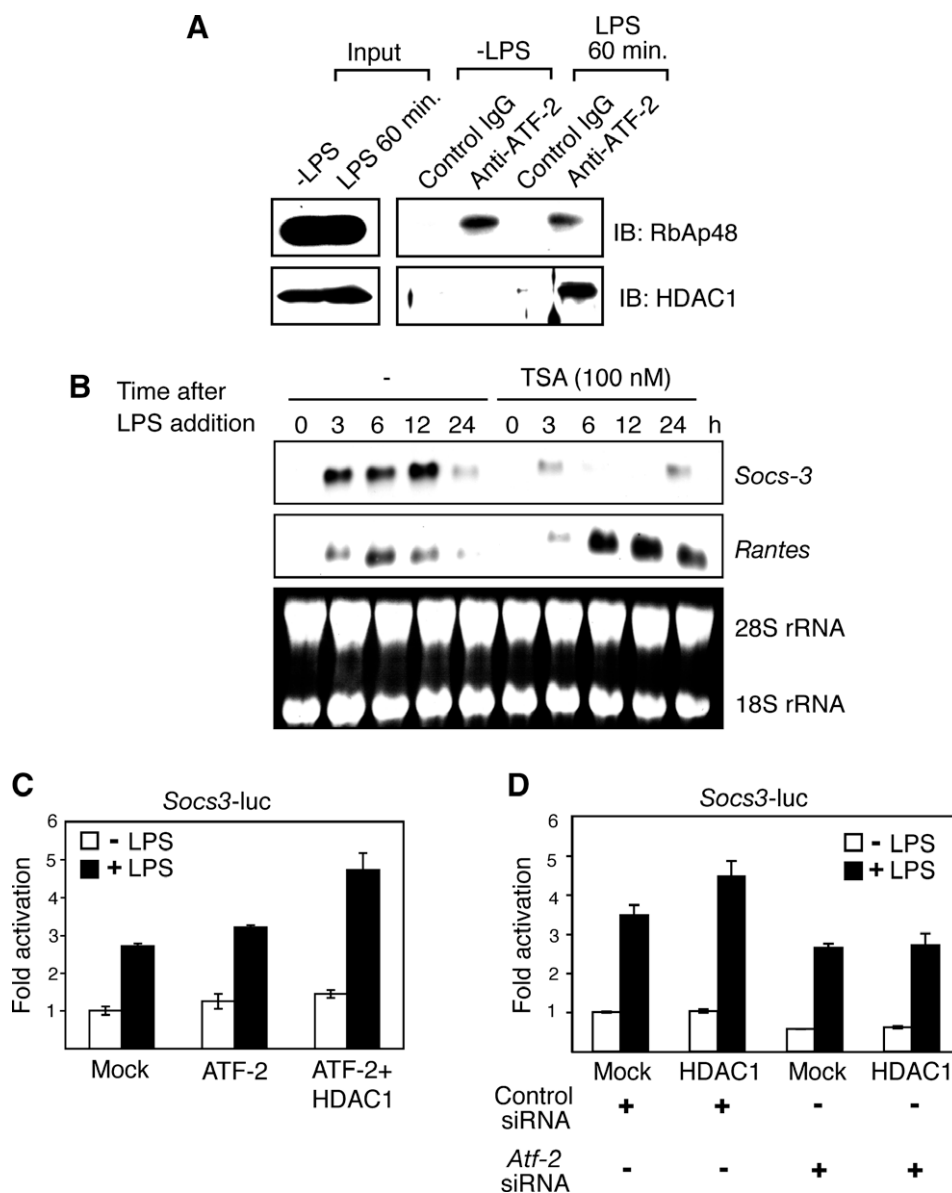 A
Input
-LPS
LPS
60 min.
-LPS
LPS 60 min.
Control IgG
Anti-ATF-2
Control IgG
Anti-ATF-2
IB: RbAp48
IB: HDAC1
B
Time after
LPS addition
-
TSA (100 nM)
0 3 6 12 24 0 3 6 12 24 h
Socs-3
Rantes
28S rRNA
18S rRNA
C
Socs3-luc
- LPS
+ LPS
Fold activation
6
5
4
3
2
1
Mock
ATF-2
ATF-2+
HDAC1
D
Socs3-luc
- LPS
+ LPS
Fold activation
6
5
4
3
2
1
Mock HDAC1 Mock HDAC1
Control
siRNA
+ + - -
Atf-2
siRNA
- - + +